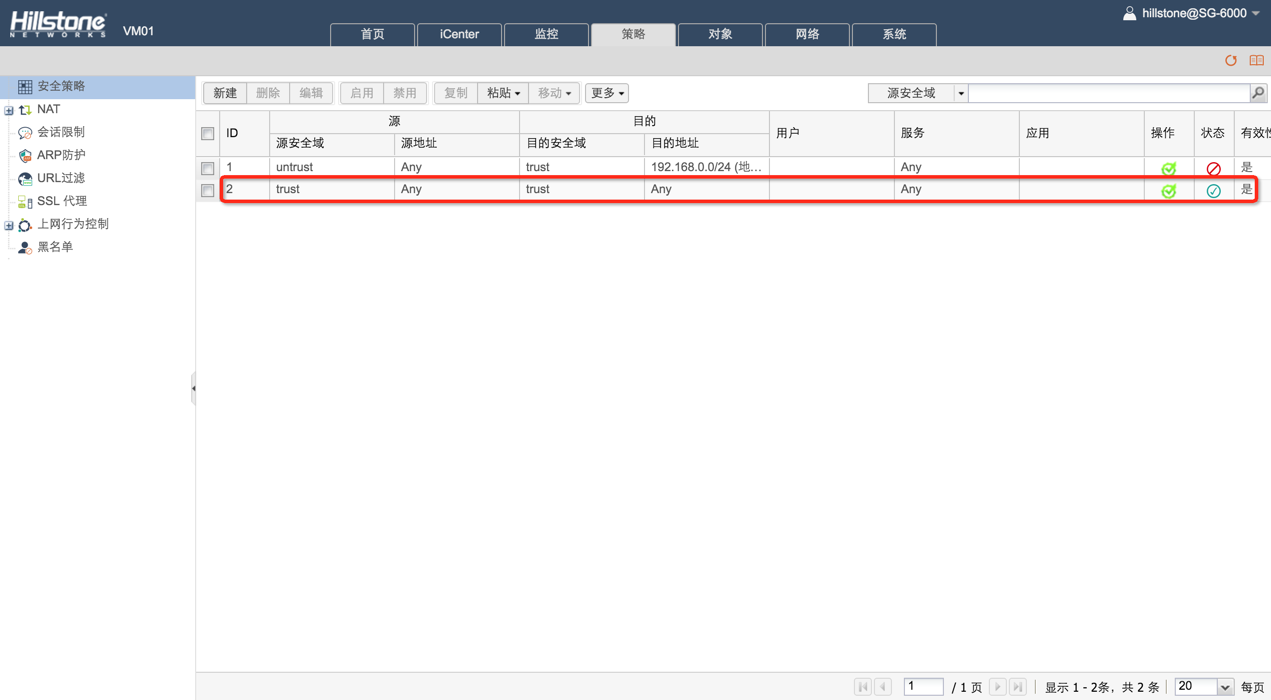 Hillstone
NETWORKS
VM01
首页
iCenter
监控
策略
对象
网络
系统
hillstone@SG-6000
安全策略
NAT
会话限制
ARP防护
URL过滤
SSL 代理
上网行为控制
黑名单
新建 删除 编辑 启用 禁用 复制 粘贴 移动 更多 源安全域
ID 源 目的 用户 服务 应用 操作 状态 有效性
源安全域 源地址 目的安全域 目的地址
1 untrust Any trust 192.168.0.0/24 (地... Any 是
2 trust Any trust Any Any 是
1 / 1 页 显示 1 - 2条, 共 2 条 20 每页